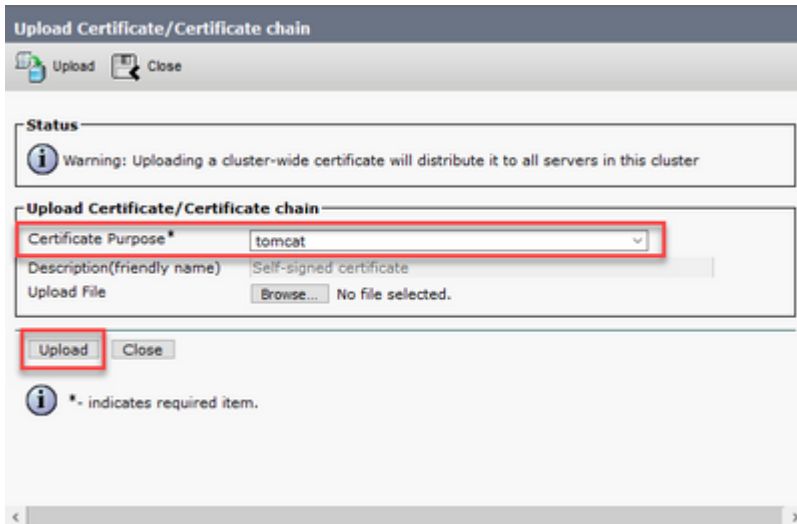 Upload Certificate/Certificate chain
Upload Close
Status
Warning: Uploading a cluster-wide certificate will distribute it to all servers in this cluster
Upload Certificate/Certificate chain
Certificate Purpose* tomcat
Description(friendly name) Self-signed certificate
Upload File Browse... No file selected.
Upload Close
*- indicates required item.